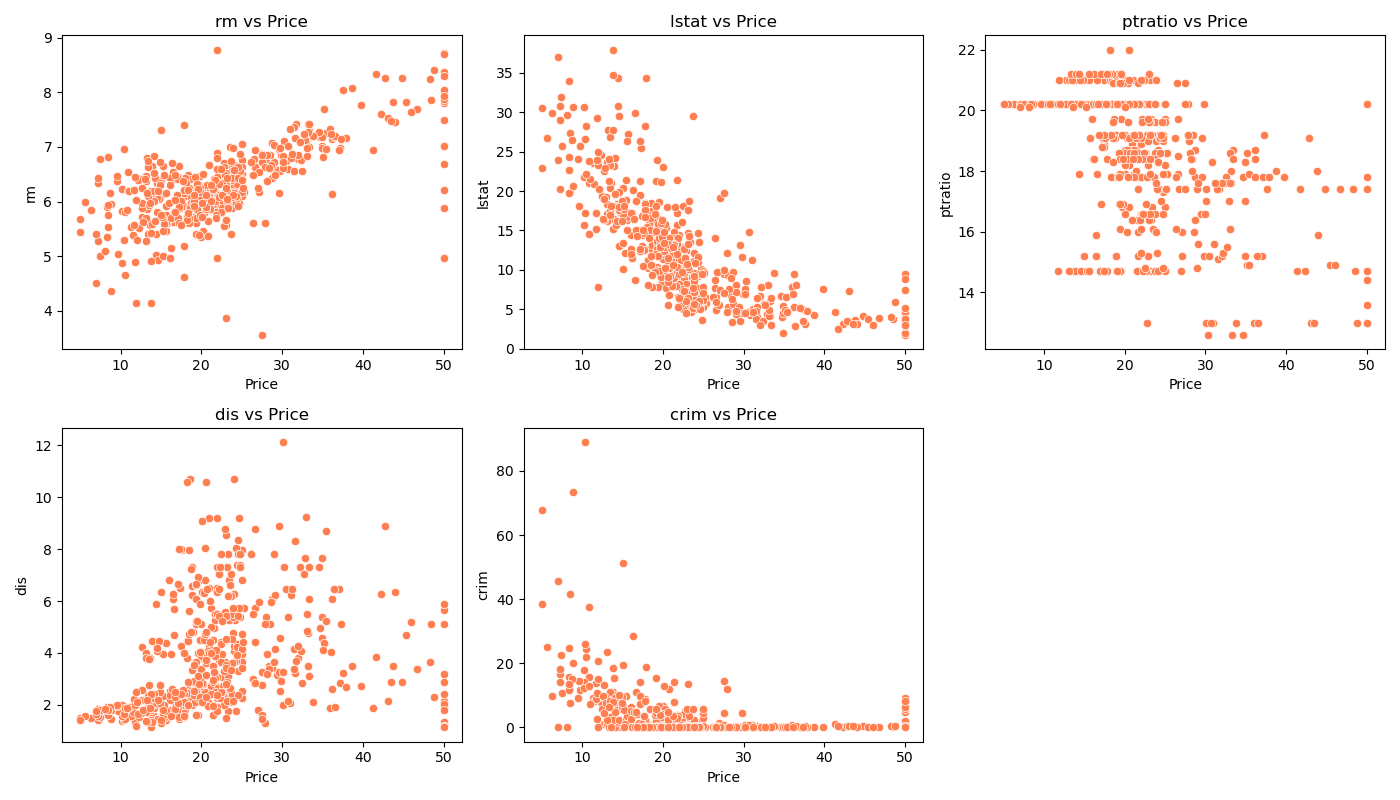 rm vs Price
9
8
7
6
5
4
rm
10 20 30 40 50
Price
lstat vs Price
35
30
25
20
15
10
5
0
lstat
10 20 30 40 50
Price
ptratio vs Price
22
20
18
16
14
ptratio
10 20 30 40 50
Price
dis vs Price
12
10
8
6
4
2
dis
10 20 30 40 50
Price
crim vs Price
80
60
40
20
0
crim
10 20 30 40 50
Price